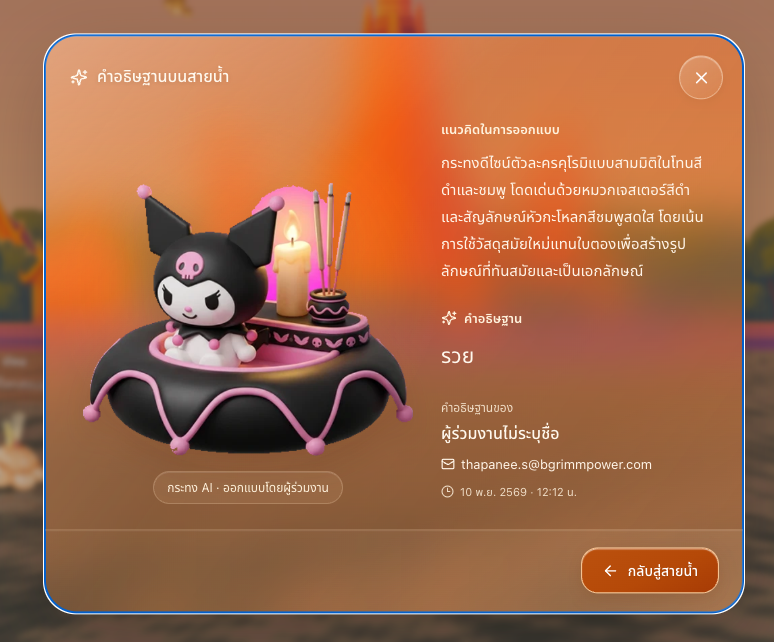 คำอธิษฐานบนสายน้ำ
แนวคิดในการออกแบบ
กระทงดีไซน์ตัวละครคุโรมิแบบสามมิติในโทนสี
ดำและชมพู โดดเด่นด้วยหมวกเจสเตอร์สีดำ
และสัญลักษณ์หัวกะโหลกสีชมพูสดใส โดยเน้น
การใช้วัสดุสมัยใหม่แทนใบตองเพื่อสร้างรูป
ลักษณ์ที่ทันสมัยและเป็นเอกลักษณ์
คำอธิษฐาน
รวย
คำอธิษฐานของ
ผู้ร่วมงานไม่ระบุชื่อ
thapanee.s@bgrimmpower.com
10 พ.ย. 2569 · 12:12 น.
กระทง AI · ออกแบบโดยผู้ร่วมงาน
กลับสู่สายน้ำ